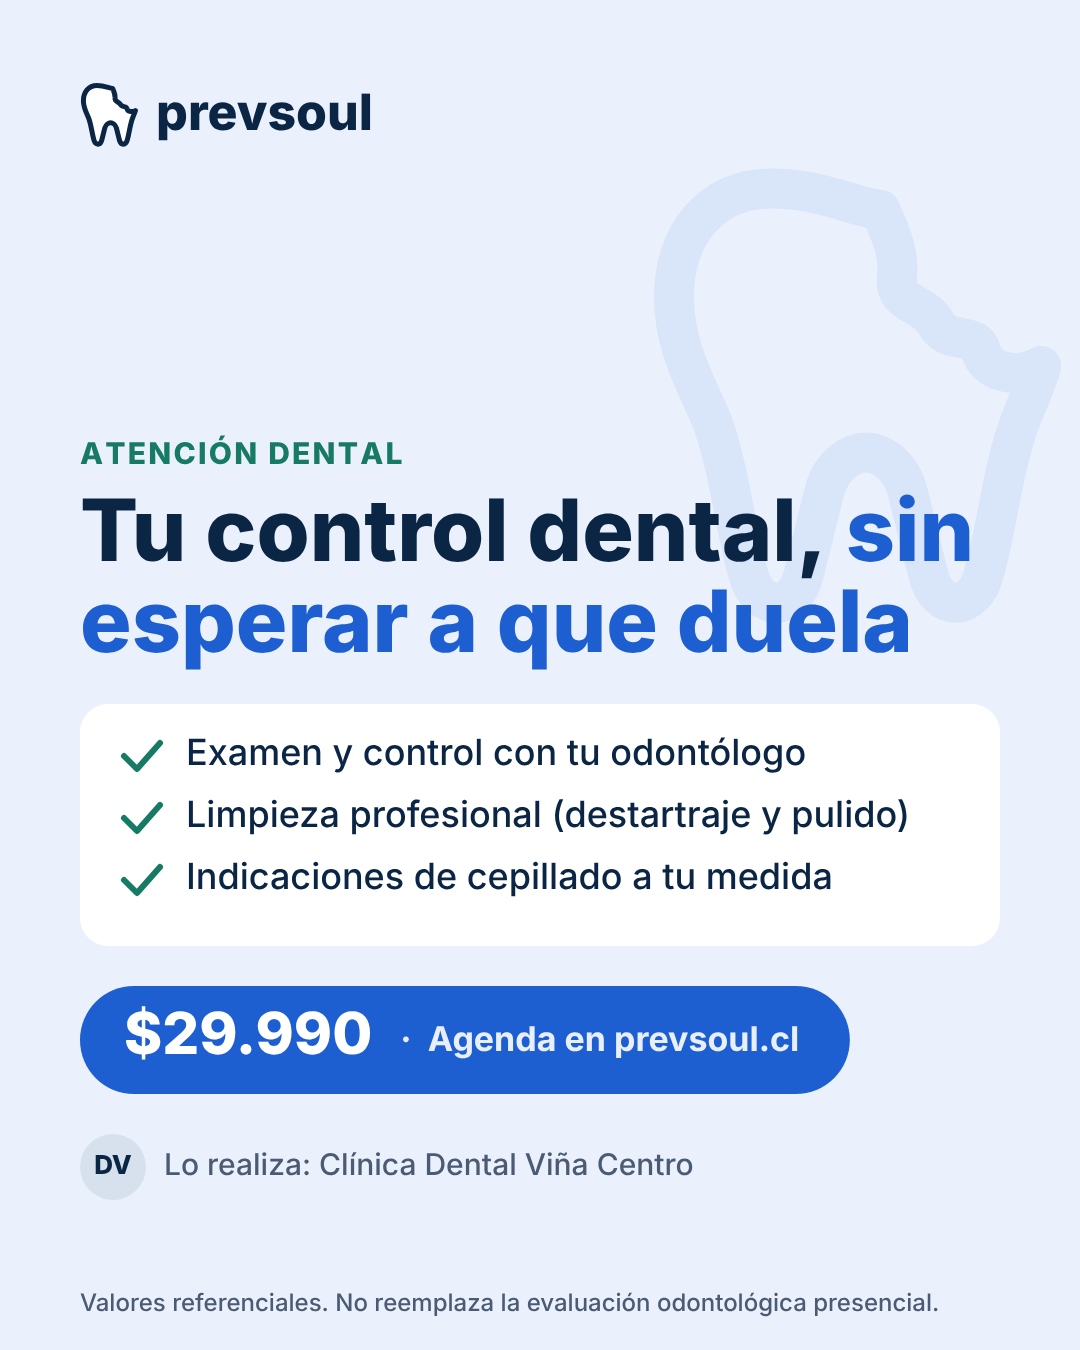 prevsoul
ATENCIÓN DENTAL
Tu control dental, sin
esperar a que duela
Examen y control con tu odontólogo
Limpieza profesional (destartraje y pulido)
Indicaciones de cepillado a tu medida
$29.990 · Agenda en prevsoul.cl
DV Lo realiza: Clínica Dental Viña Centro
Valores referenciales. No reemplaza la evaluación odontológica presencial.